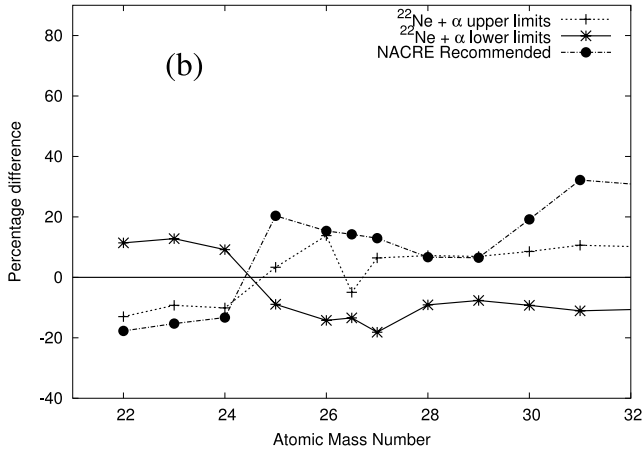 80
60
40
20
0
-20
-40
22
24
26
28
30
32
Percentage difference
Atomic Mass Number
(b)
²²Ne + α upper limits
²²Ne + α lower limits
NACRE Recommended